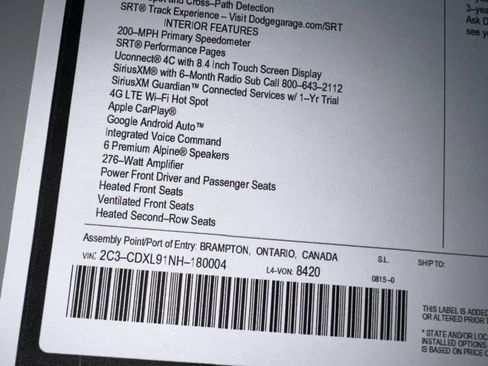 Spot and Cross–Path Detection
SRT® Track Experience – Visit Dodgegarage.com/SRT
INTERIOR FEATURES
200–MPH Primary Speedometer
SRT® Performance Pages
Uconnect® 4C with 8.4 Inch Touch Screen Display
SiriusXM® with 6–Month Radio Sub Call 800–643–2112
SiriusXM Guardian™ Connected Services w/ 1–Yr Trial
4G LTE Wi–Fi Hot Spot
Apple CarPlay®
Google Android Auto™
Integrated Voice Command
6 Premium Alpine® Speakers
276–Watt Amplifier
Power Front Driver and Passenger Seats
Heated Front Seats
Ventilated Front Seats
Heated Second–Row Seats
Assembly Point/Port of Entry: BRAMPTON, ONTARIO, CANADA
VIN: 2C3–CDXL91NH–180004
L4–VON: 8420
S.L.
0815–0
SHIP TO:
3–yea
Ask D
see yo
THIS LABEL IS ADDED
OR ALTERED PRIOR T
* STATE AND/OR LOC
INSTALLED OPTIONS
IS BASED ON PRICE O